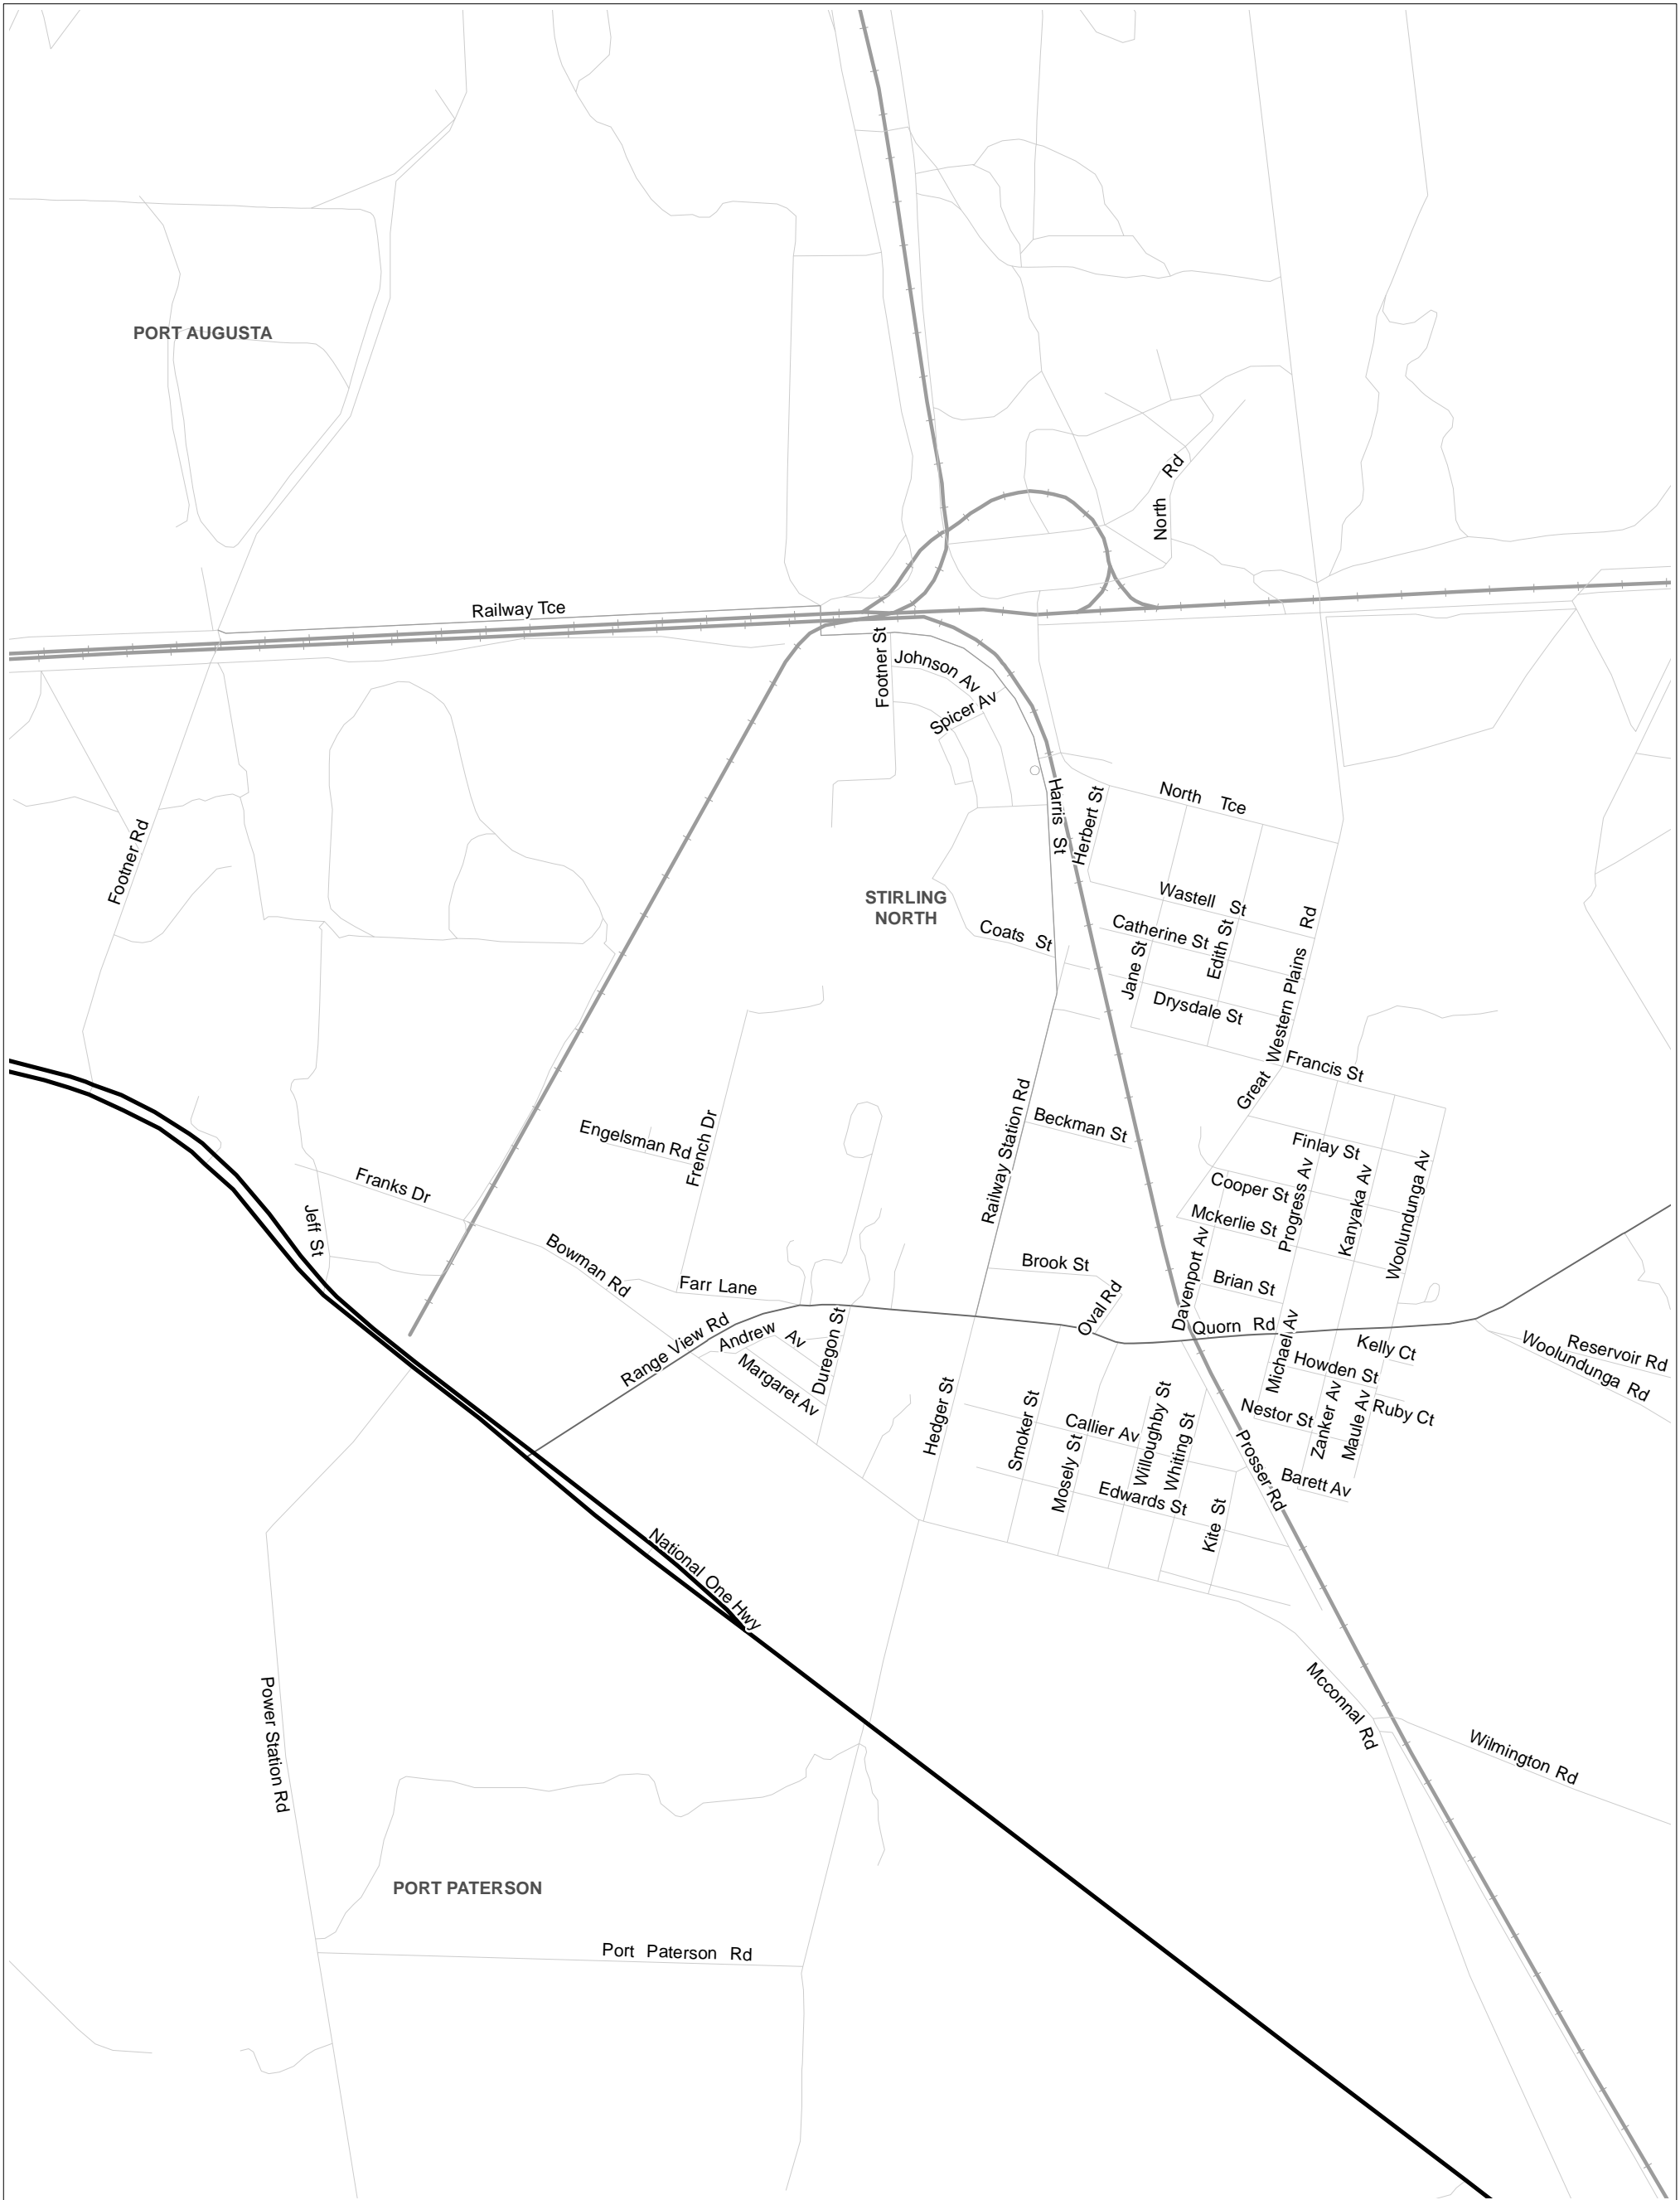 PORT AUGUSTA
North Rd
Railway Tce
Footner St
Johnson Av
Spicer Av
Harris St
Herbert St
North Tce
Footner Rd
STIRLING
NORTH
Wastell St
Catherine St
Edith St
Coats St
Jane St
Drysdale St
Great Western Plains Rd
Francis St
Railway Station Rd
Beckman St
Engelsman Rd
French Dr
Finlay St
Progress Av
Kanyaka Av
Woolundunga Av
Franks Dr
Cooper St
Mckerlie St
Jeff St
Bowman Rd
Farr Lane
Brook St
Oval Rd
Davenport Av
Brian St
Quorn Rd
Range View Rd
Andrew Av
Margaret Av
Duregon St
Michael Av
Kelly Ct
Howden St
Reservoir Rd
Woolundunga Rd
Hedger St
Smoker St
Callier Av
Mosely St
Willoughby St
Whiting St
Nestor St
Zanker Av
Maule Av
Ruby Ct
Prosser Rd
Barett Av
Edwards St
Kite St
National One Hwy
Power Station Rd
Mcconnal Rd
Wilmington Rd
PORT PATERSON
Port Paterson Rd